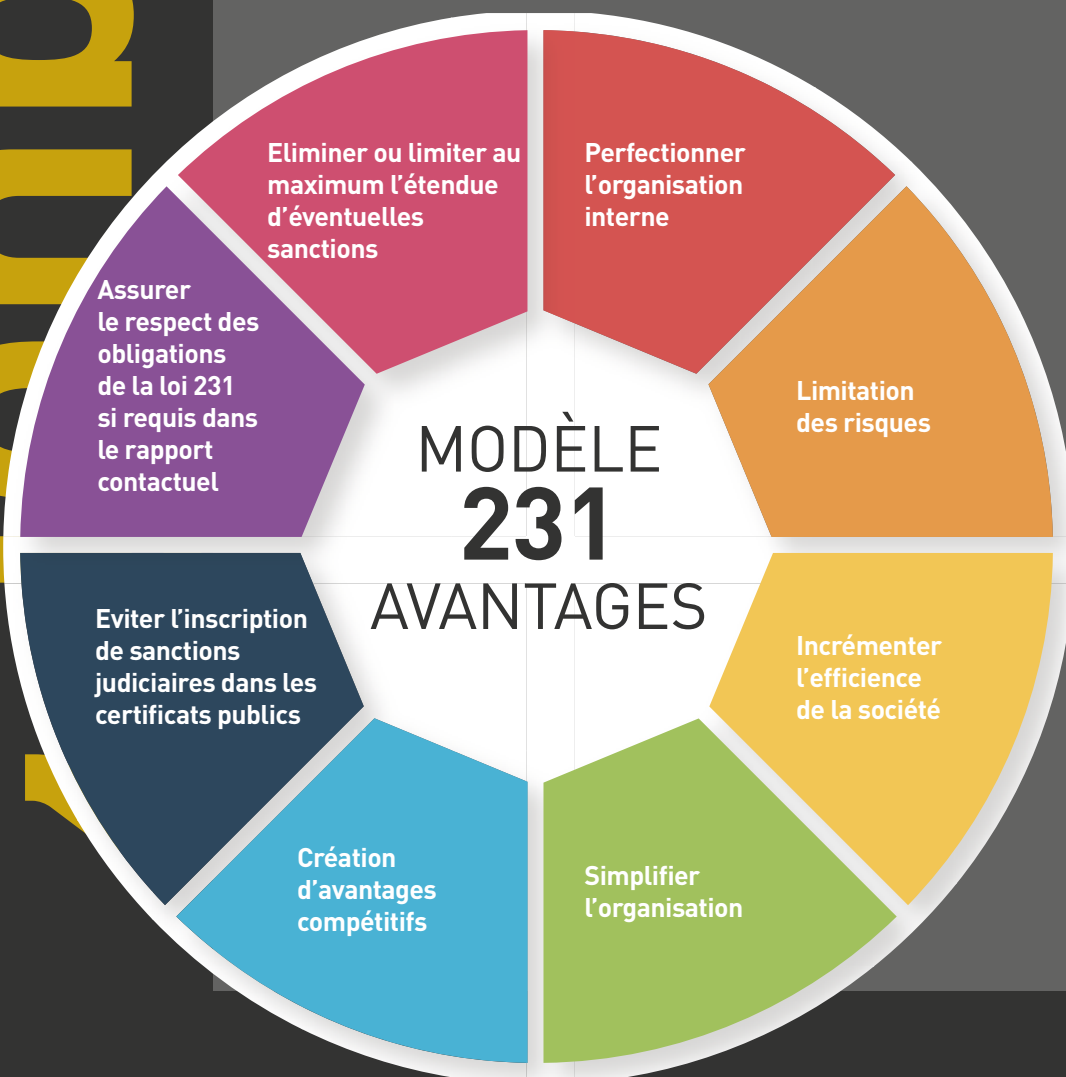 MODÈLE
231
AVANTAGES
Perfectionner
l’organisation
interne
Limitation
des risques
Incrémenter
l’efficience
de la société
Simplifier
l’organisation
Création
d’avantages
compétitifs
Eviter l’inscription
de sanctions
judiciaires dans les
certificats publics
Assurer
le respect des
obligations
de la loi 231
si requis dans
le rapport
contactuel
Eliminer ou limiter au
maximum l’étendue
d’éventuelles
sanctions